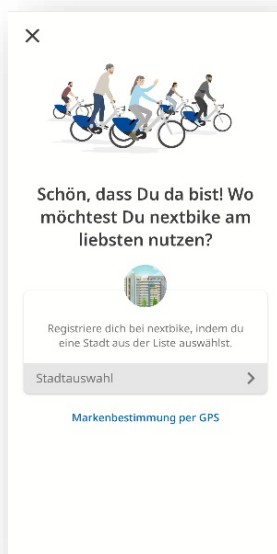 Schön, dass Du da bist! Wo
möchtest Du nextbike am
liebsten nutzen?
Registriere dich bei nextbike, indem du
eine Stadt aus der Liste auswählst.
Stadtauswahl
Markenbestimmung per GPS